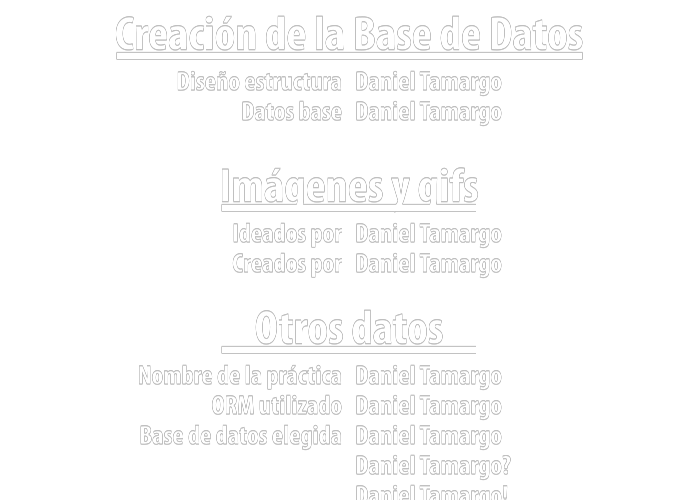 Creación de la Base de Datos
Diseño estructura Daniel Tamargo
Datos base Daniel Tamargo
Imágenes y gifs
Ideados por Daniel Tamargo
Creados por Daniel Tamargo
Otros datos
Nombre de la práctica Daniel Tamargo
ORM utilizado Daniel Tamargo
Base de datos elegida Daniel Tamargo
Daniel Tamargo?
Daniel Tamargo!